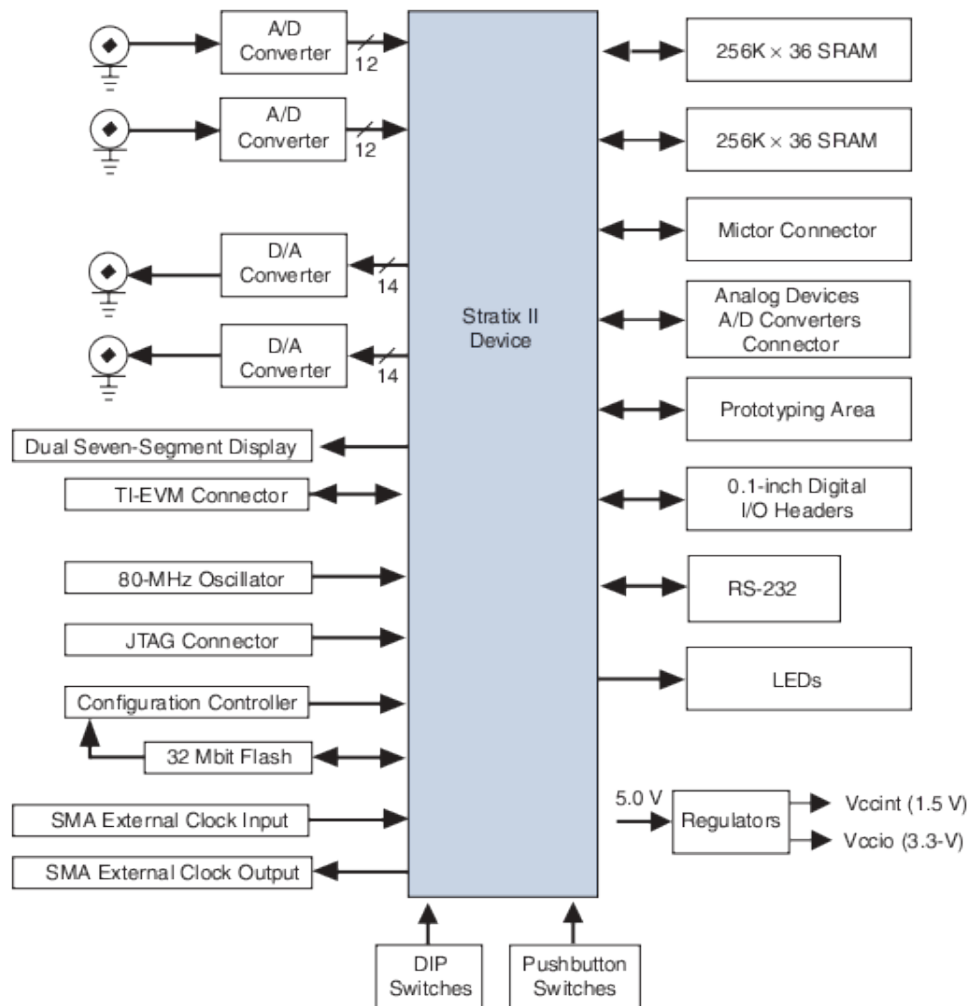 A/D
Converter
12
A/D
Converter
12
D/A
Converter
14
D/A
Converter
14
Dual Seven-Segment Display
TI-EVM Connector
80-MHz Oscillator
JTAG Connector
Configuration Controller
32 Mbit Flash
SMA External Clock Input
SMA External Clock Output
Stratix II
Device
256K × 36 SRAM
256K × 36 SRAM
Mictor Connector
Analog Devices
A/D Converters
Connector
Prototyping Area
0.1-inch Digital
I/O Headers
RS-232
LEDs
5.0 V
Regulators
Vccint (1.5 V)
Vccio (3.3-V)
DIP
Switches
Pushbutton
Switches